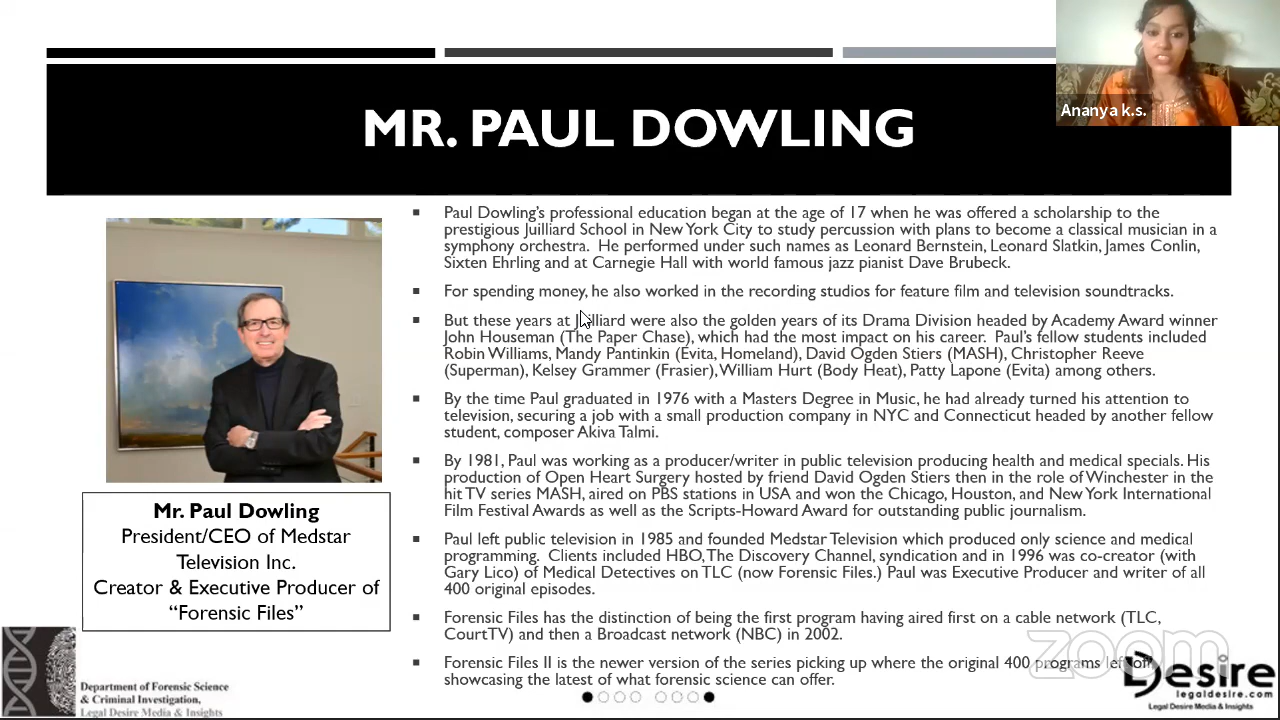 Ananya k.s.
MR. PAUL DOWLING
Paul Dowling's professional education began at the age of 17 when he was offered a scholarship to the
prestigious Juilliard School in New York City to study percussion with plans to become a classical musician in a
symphony orchestra. He performed under such names as Leonard Bernstein, Leonard Slatkin, James Conlin,
Sixten Ehrling and at Carnegie Hall with world famous jazz pianist Dave Brubeck.
For spending money, he also worked in the recording studios for feature film and television soundtracks.
But these years at Juilliard were also the golden years of its Drama Division headed by Academy Award winner
John Houseman (The Paper Chase), which had the most impact on his career. Paul's fellow students included
Robin Williams, Mandy Pantinkin (Evita, Homeland), David Ogden Stiers (MASH), Christopher Reeve
(Superman), Kelsey Grammer (Frasier), William Hurt (Body Heat), Patty Lapone (Evita) among others.
By the time Paul graduated in 1976 with a Masters Degree in Music, he had already turned his attention to
television, securing a job with a small production company in NYC and Connecticut headed by another fellow
student, composer Akiva Talmi.
By 1981, Paul was working as a producer/writer in public television producing health and medical specials. His
production of Open Heart Surgery hosted by friend David Ogden Stiers then in the role of Winchester in the
hit TV series MASH, aired on PBS stations in USA and won the Chicago, Houston, and New York International
Film Festival Awards as well as the Scripts-Howard Award for outstanding public journalism.
Paul left public television in 1985 and founded Medstar Television which produced only science and medical
programming. Clients included HBO, The Discovery Channel, syndication and in 1996 was co-creator (with
Gary Lico) of Medical Detectives on TLC (now Forensic Files.) Paul was Executive Producer and writer of all
400 original episodes.
Forensic Files has the distinction of being the first program having aired first on a cable network (TLC,
CourtTV) and then a Broadcast network (NBC) in 2002.
Forensic Files II is the newer version of the series picking up where the original 400 programs left off
showcasing the latest of what forensic science can offer.
Mr. Paul Dowling
President/CEO of Medstar
Television Inc.
Creator & Executive Producer of
"Forensic Files"
Department of Forensic Science
& Criminal Investigation,
Legal Desire Media & Insights
zoom
Desire
legaldesire.com
Legal Desire Media & Insights